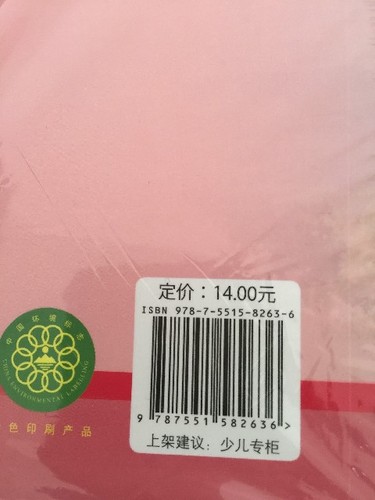 定价：14.00元
ISBN 978-7-5515-8263-6
9 787551 582636 >
上架建议：少儿专柜
中国环境标志
CHINA ENVIRONMENTAL LABELLING
色印刷产品